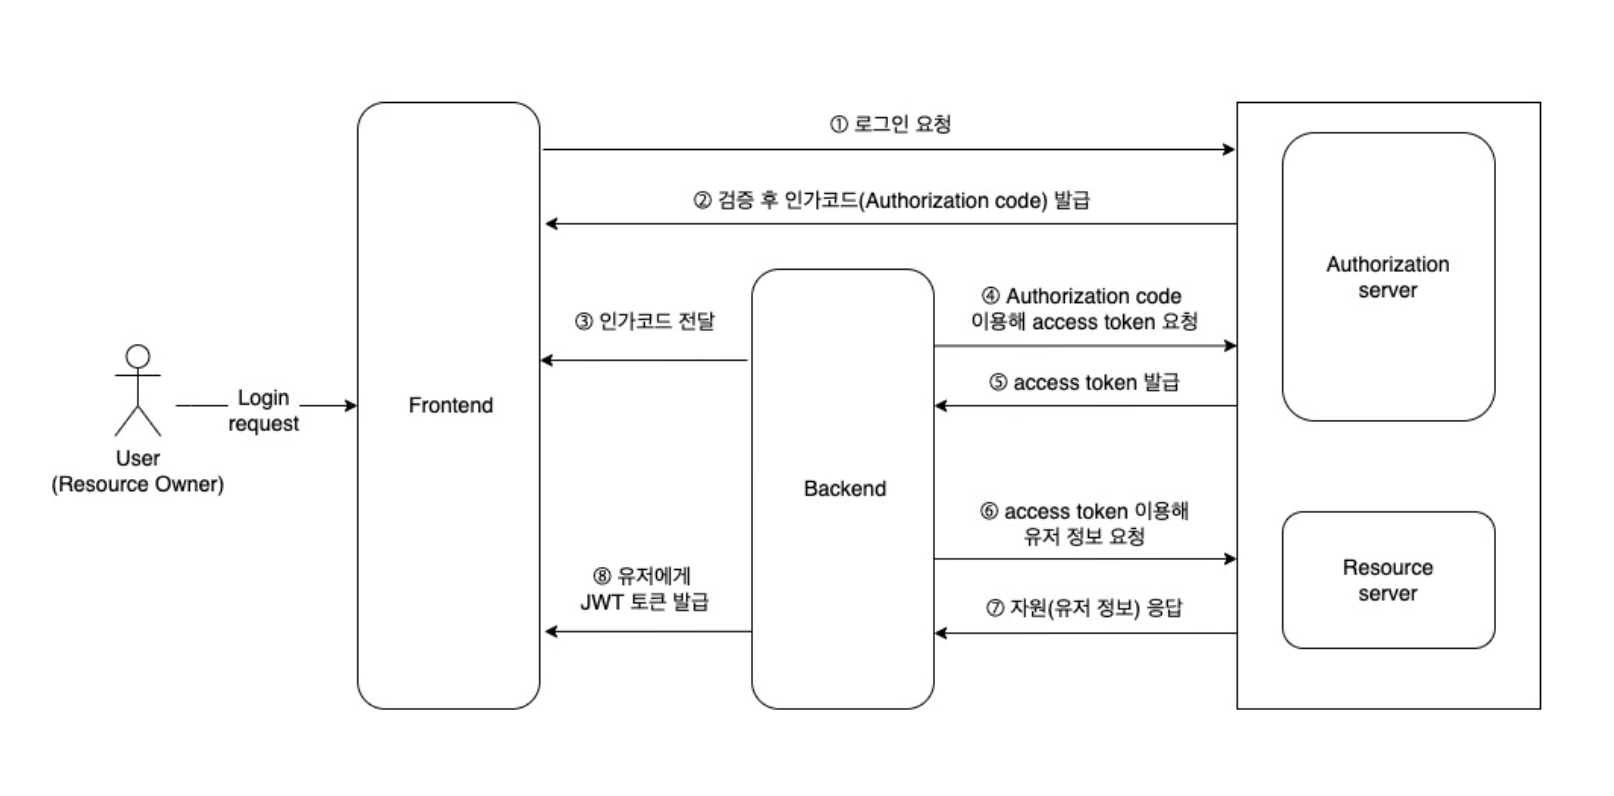 ① 로그인 요청
② 검증 후 인가코드(Authorization code) 발급
Authorization
server
④ Authorization code
이용해 access token 요청
③ 인가코드 전달
⑤ access token 발급
Login
request
Frontend
User
(Resource Owner)
Backend
⑥ access token 이용해
유저 정보 요청
Resource
server
⑧ 유저에게
JWT 토큰 발급
⑦ 자원(유저 정보) 응답